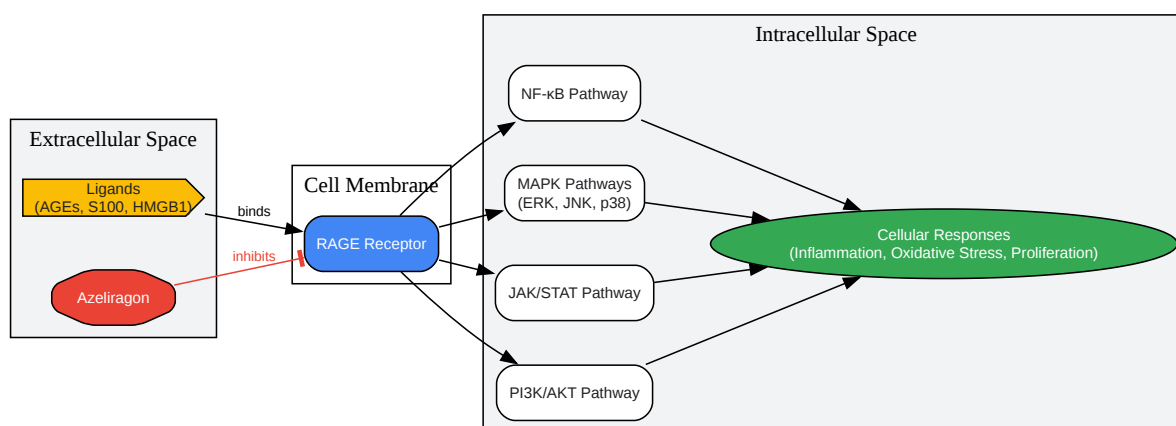 Intracellular Space
NF-κB Pathway
Extracellular Space
Ligands
(AGEs, S100, HMGB1)
binds
inhibits
Azeliragon
Cell Membrane
RAGE Receptor
MAPK Pathways
(ERK, JNK, p38)
JAK/STAT Pathway
PI3K/AKT Pathway
Cellular Responses
(Inflammation, Oxidative Stress, Proliferation)